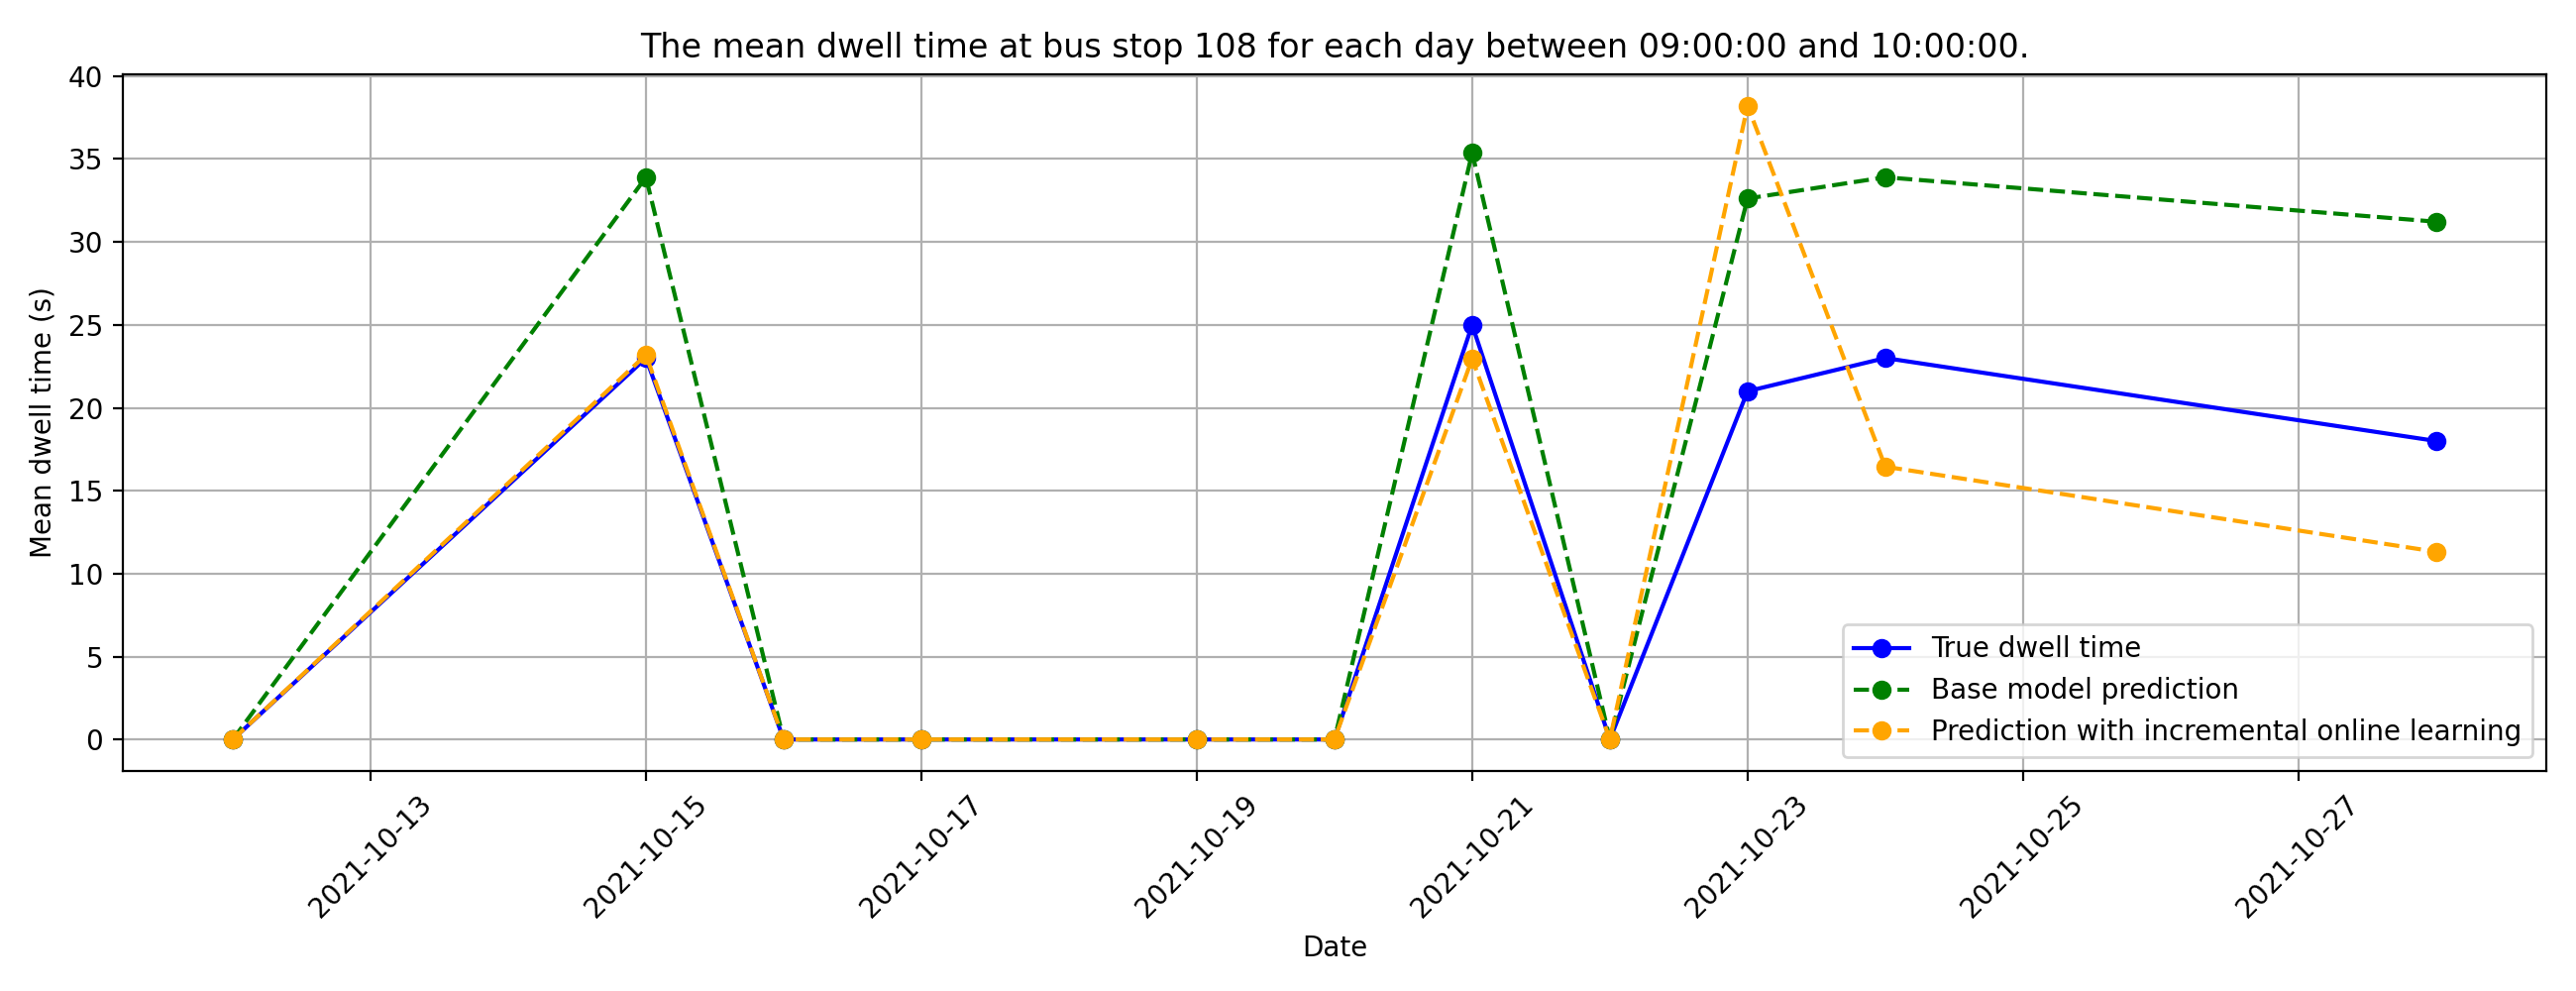 The mean dwell time at bus stop 108 for each day between 09:00:00 and 10:00:00.
40
35
30
25
20
15
10
5
0
Mean dwell time (s)
True dwell time
Base model prediction
Prediction with incremental online learning
2021-10-13
2021-10-15
2021-10-17
2021-10-19
2021-10-21
2021-10-23
2021-10-25
2021-10-27
Date